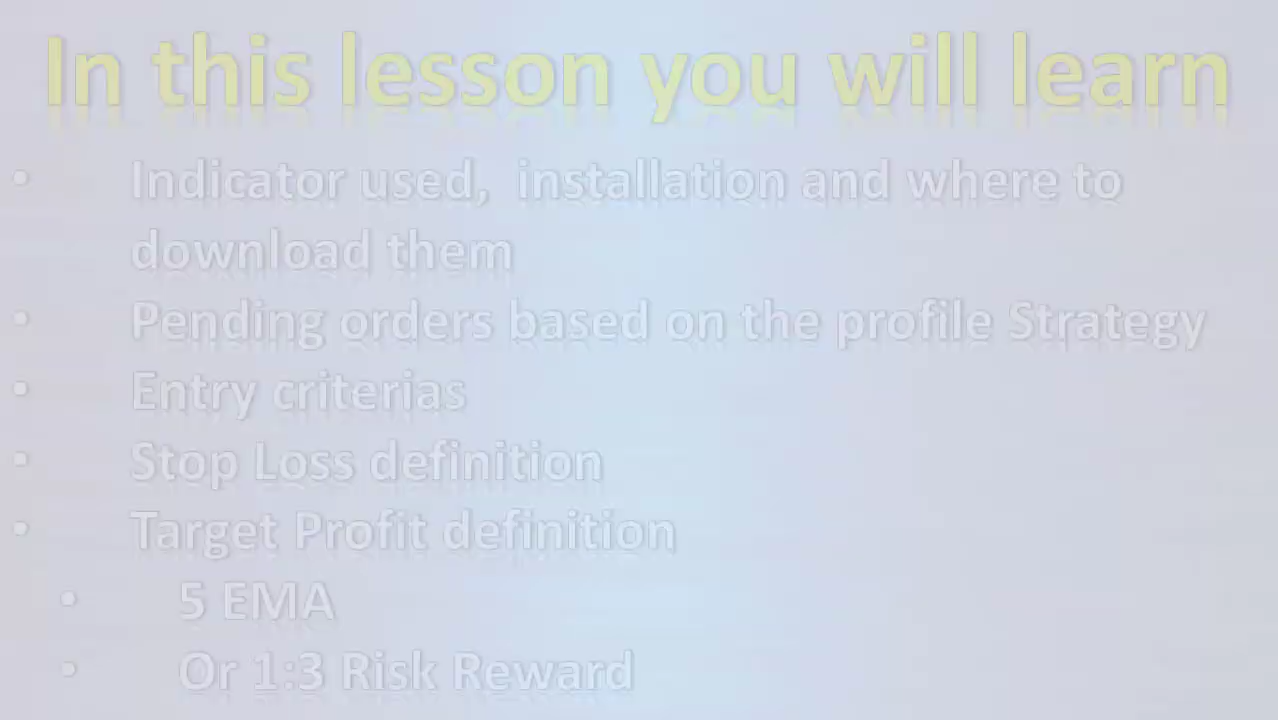 In this lesson you will learn
• Indicator used, installation and where to
download them
• Pending orders based on the profile Strategy
• Entry criterias
• Stop Loss definition
• Target Profit definition
• 5 EMA
• Or 1:3 Risk Reward